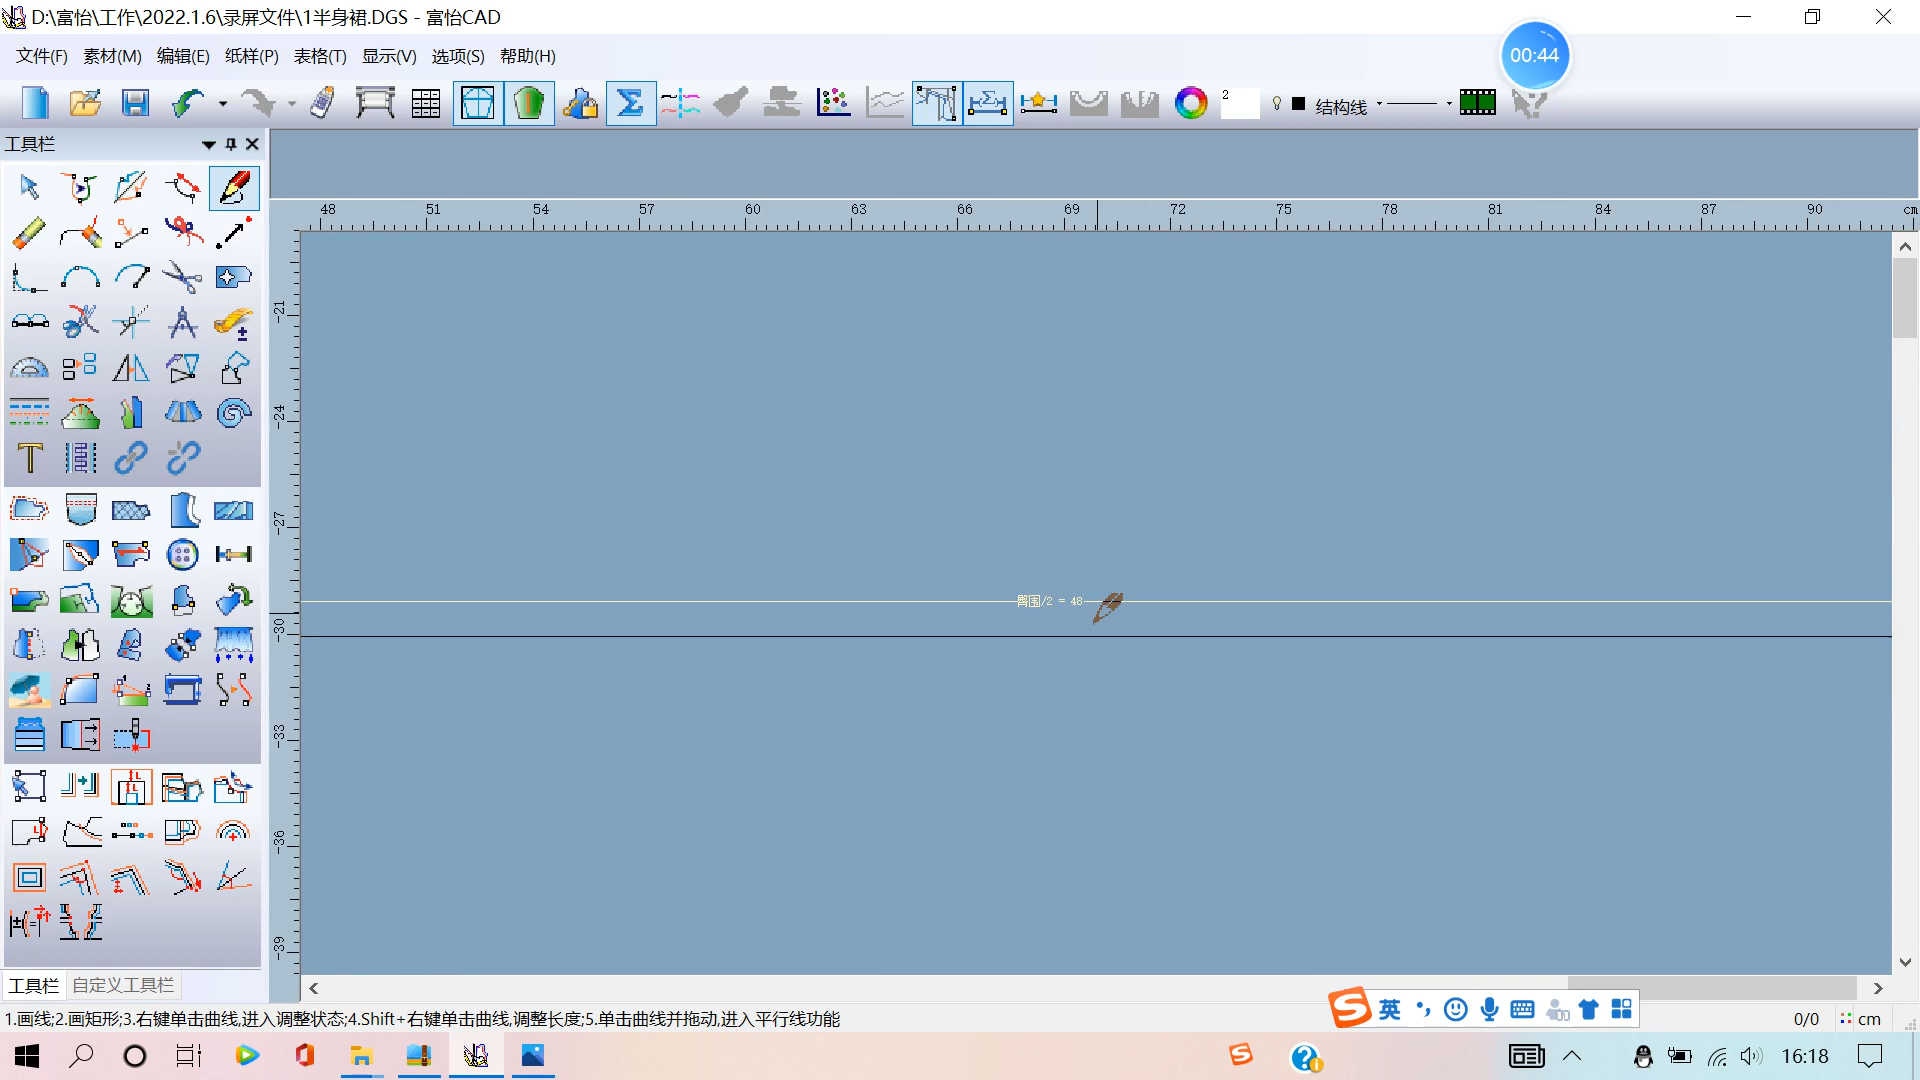 D:\富怡\工作\2022.1.6\录屏文件\1半身裙.DGS - 富怡CAD
00:44
文件(F) 素材(M) 编辑(E) 纸样(P) 表格(T) 显示(V) 选项(S) 帮助(H)
2
结构线
工具栏
48 51 54 57 60 63 66 69 72 75 78 81 84 87 90 cm
-21
-24
-27
臀围/2 = 48
-30
-33
-36
-39
工具栏 自定义工具栏
英
1.画线;2.画矩形;3.右键单击曲线,进入调整状态;4.Shift+右键单击曲线,调整长度;5.单击曲线并拖动,进入平行线功能
0/0 cm
16:18